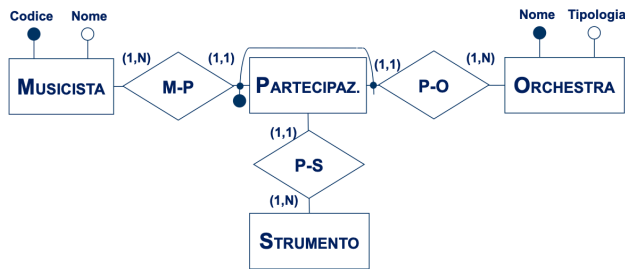 Codice Nome Nome Tipologia
(1,N) (1,1) (1,1) (1,N)
MUSICISTA M-P PARTECIPAZ. P-O ORCHESTRA
(1,1)
P-S
(1,N)
STRUMENTO